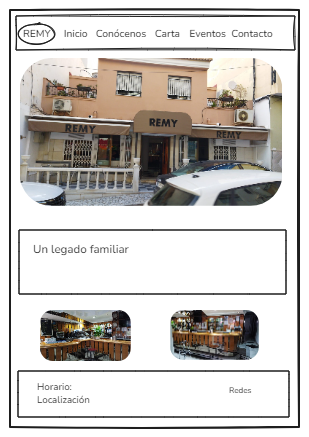 REMY Inicio Conócenos Carta Eventos Contacto
REMY
REMY
REMY
Un legado familiar
Horario:
Localización
Redes